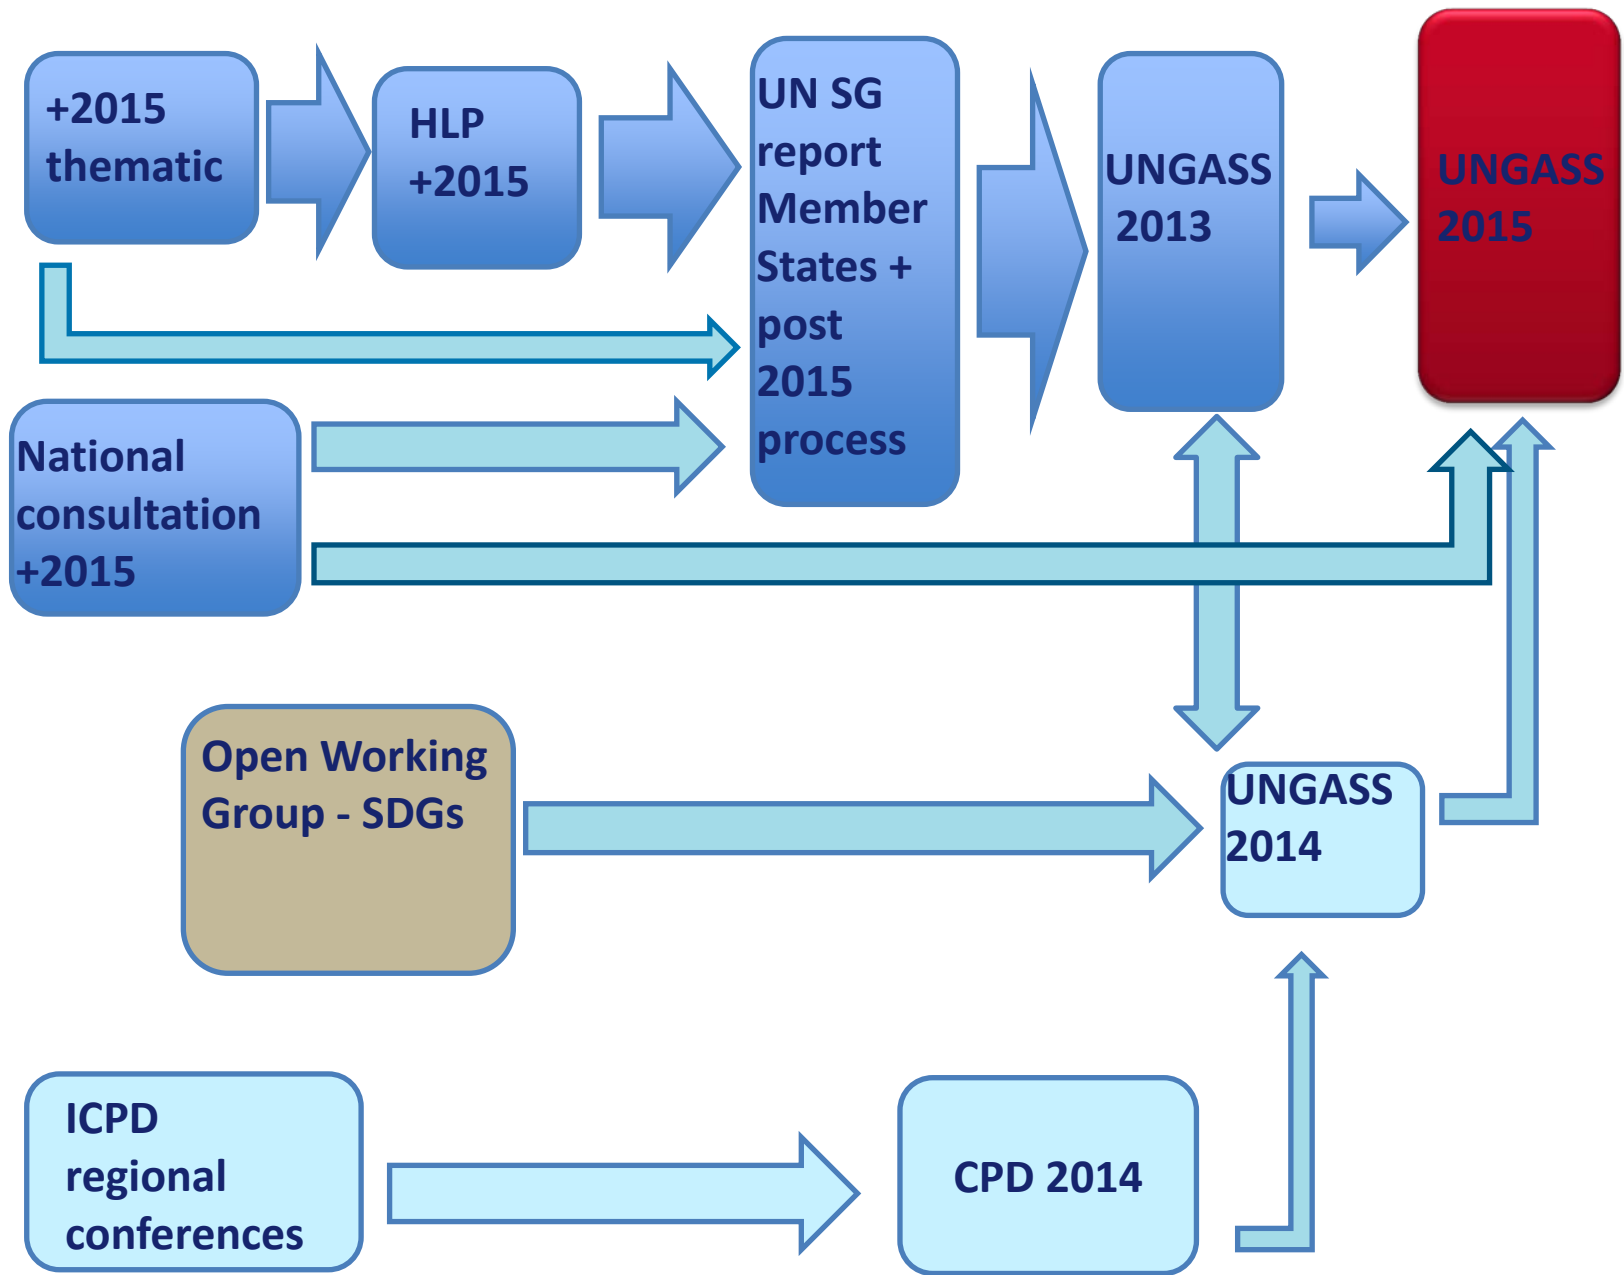 +2015
thematic
HLP
+2015
UN SG
report
Member
States +
post
2015
process
UNGASS
2013
UNGASS
2015
National
consultation
+2015
Open Working
Group - SDGs
UNGASS
2014
ICPD
regional
conferences
CPD 2014